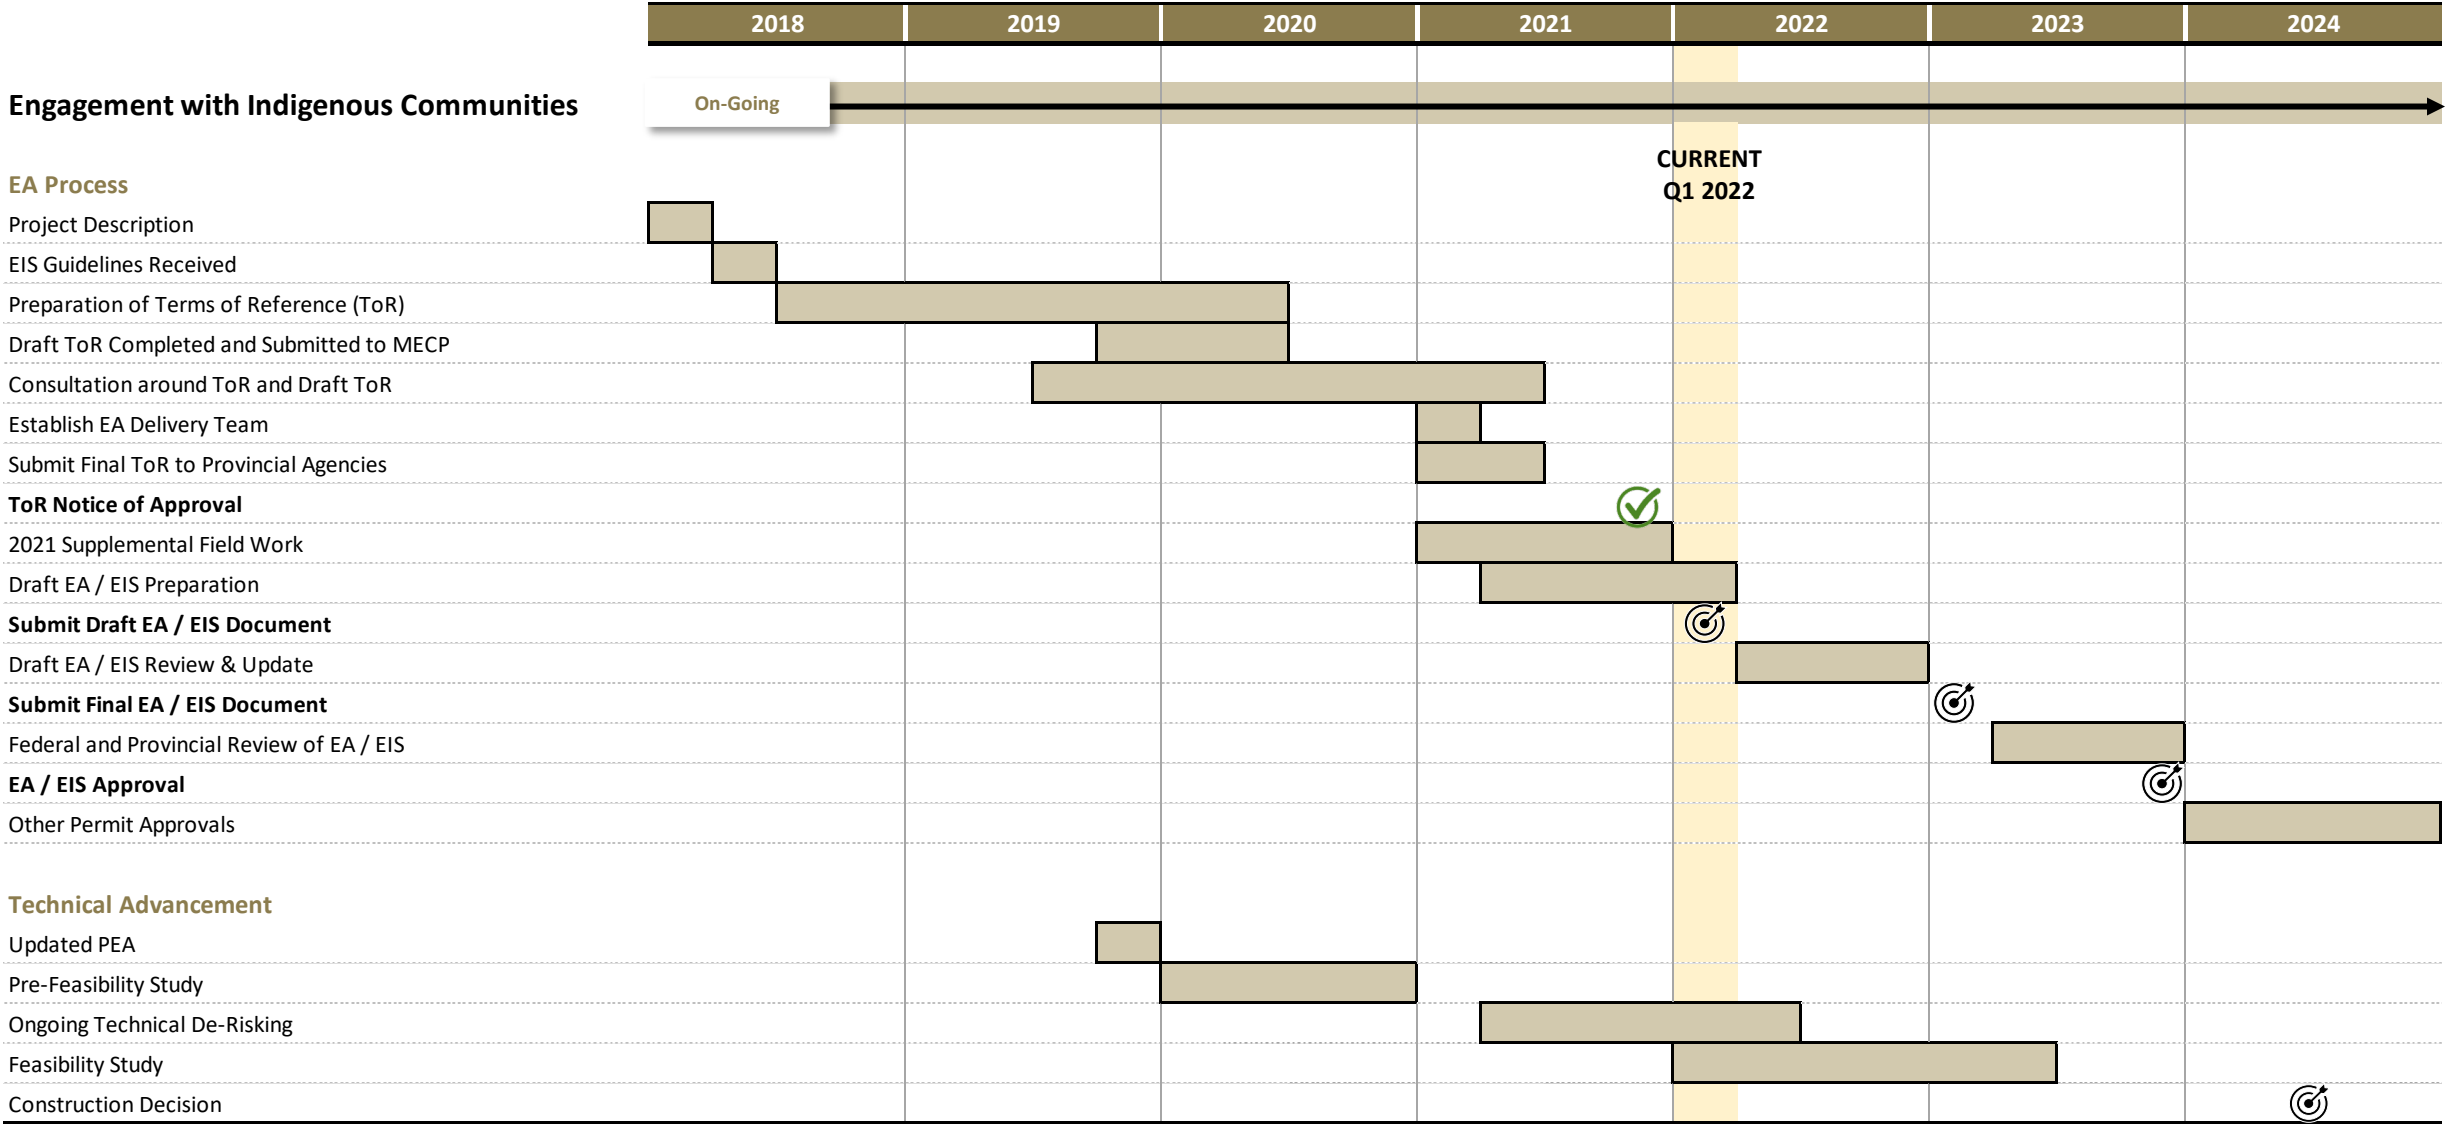 2018 2019 2020 2021 2022 2023 2024
Engagement with Indigenous Communities On-Going
CURRENT
Q1 2022
EA Process
Project Description
EIS Guidelines Received
Preparation of Terms of Reference (ToR)
Draft ToR Completed and Submitted to MECP
Consultation around ToR and Draft ToR
Establish EA Delivery Team
Submit Final ToR to Provincial Agencies
ToR Notice of Approval
2021 Supplemental Field Work
Draft EA / EIS Preparation
Submit Draft EA / EIS Document
Draft EA / EIS Review & Update
Submit Final EA / EIS Document
Federal and Provincial Review of EA / EIS
EA / EIS Approval
Other Permit Approvals
Technical Advancement
Updated PEA
Pre-Feasibility Study
Ongoing Technical De-Risking
Feasibility Study
Construction Decision